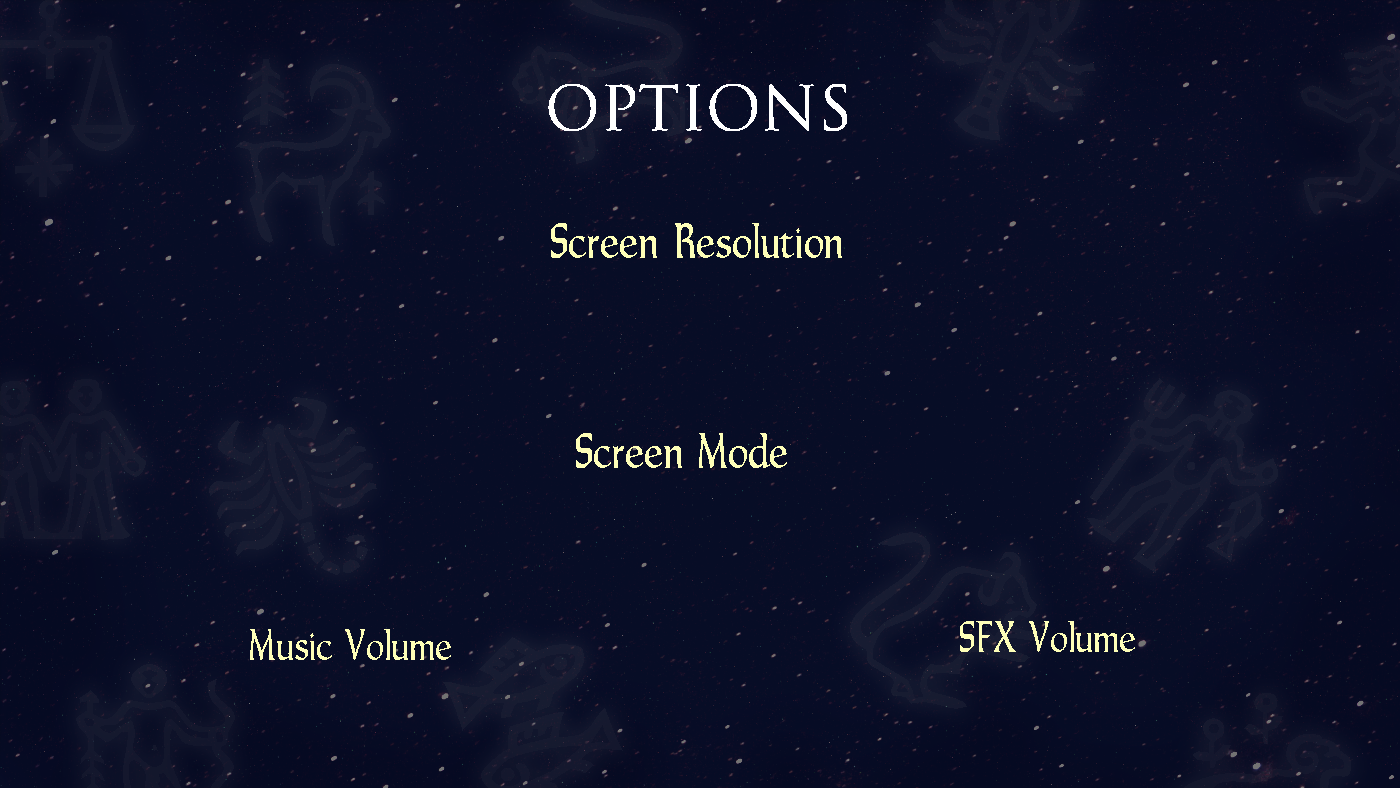 OPTIONS
Screen Resolution
Screen Mode
Music Volume
SFX Volume